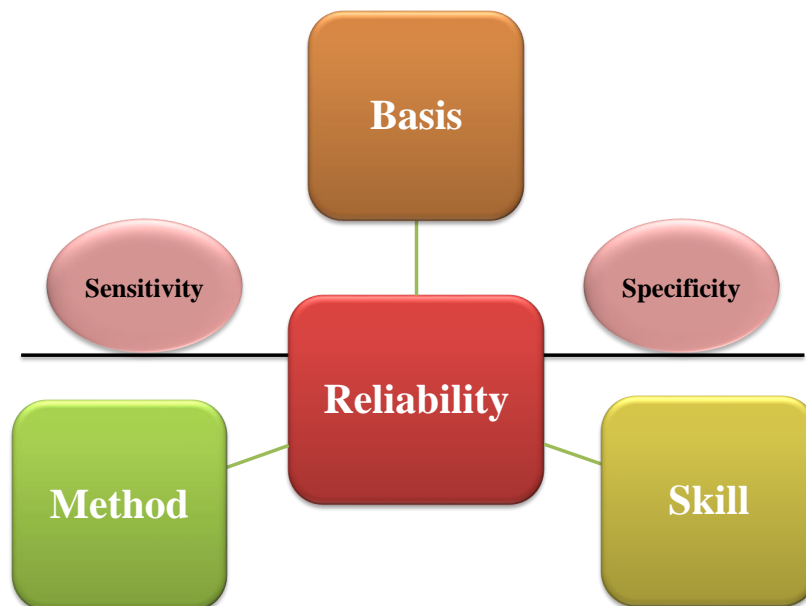 Basis
Sensitivity
Specificity
Reliability
Method
Skill